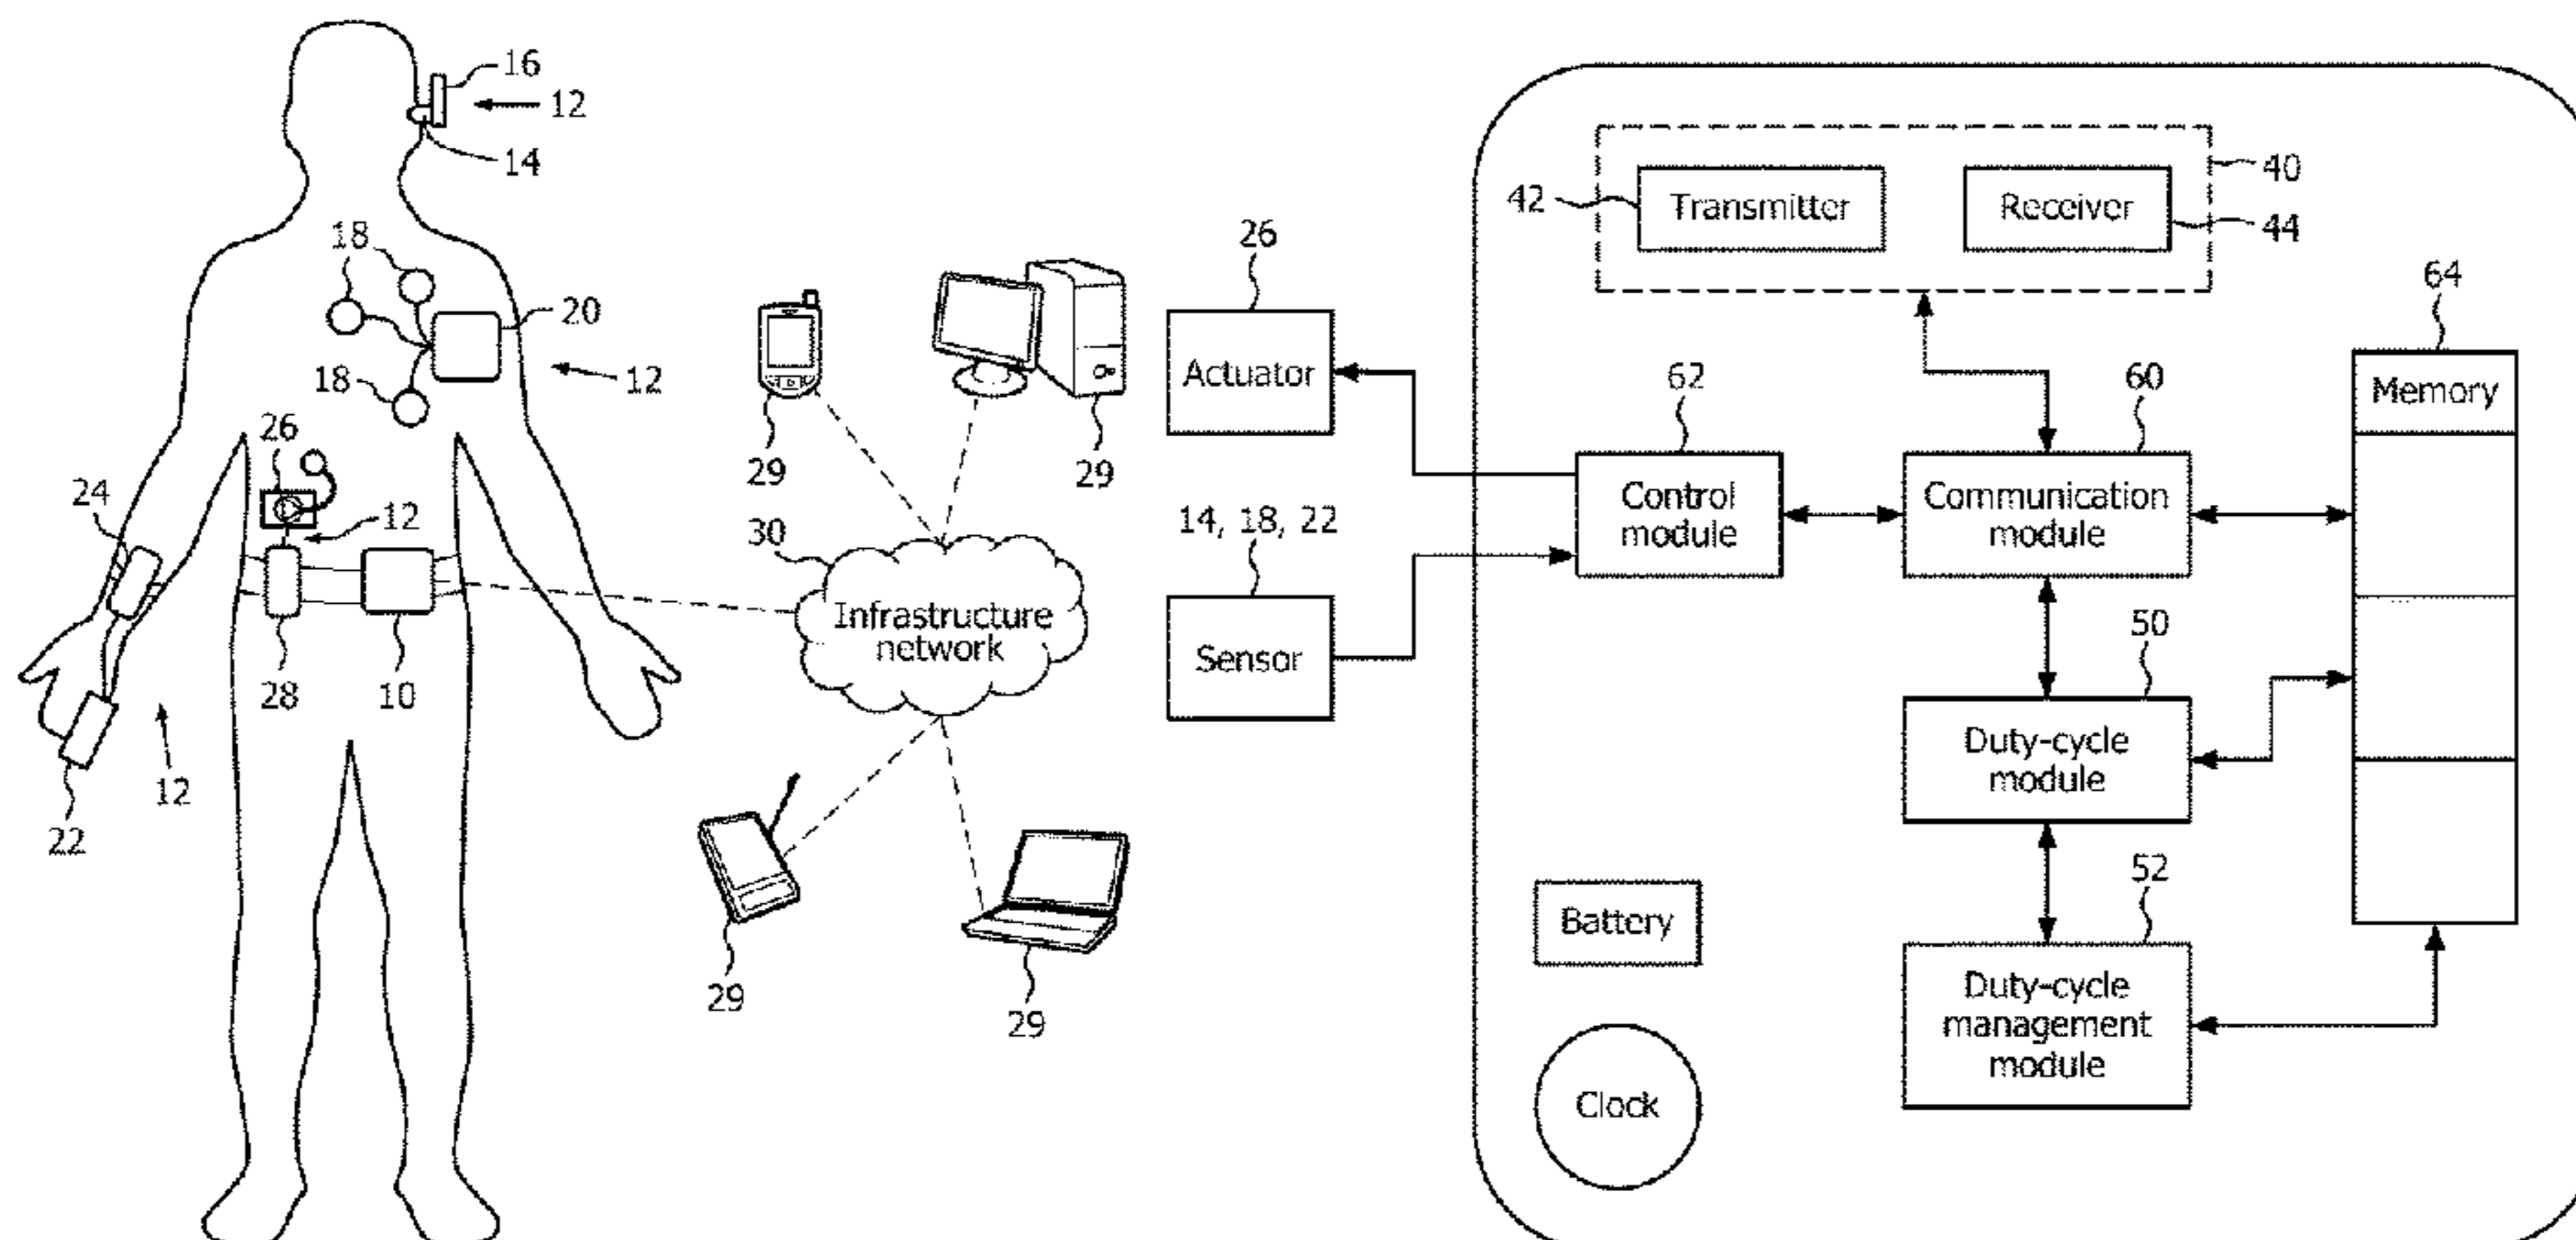 16
12
14
18
20
18
12
26
24
12
28
10
22
12
29
29
30
Infrastructure
network
29
29
26
Actuator
14, 18, 22
Sensor
40
42
Transmitter
Receiver
44
62
Control
module
60
Communication
module
64
Memory
50
Duty-cycle
module
52
Duty-cycle
management
module
Battery
Clock